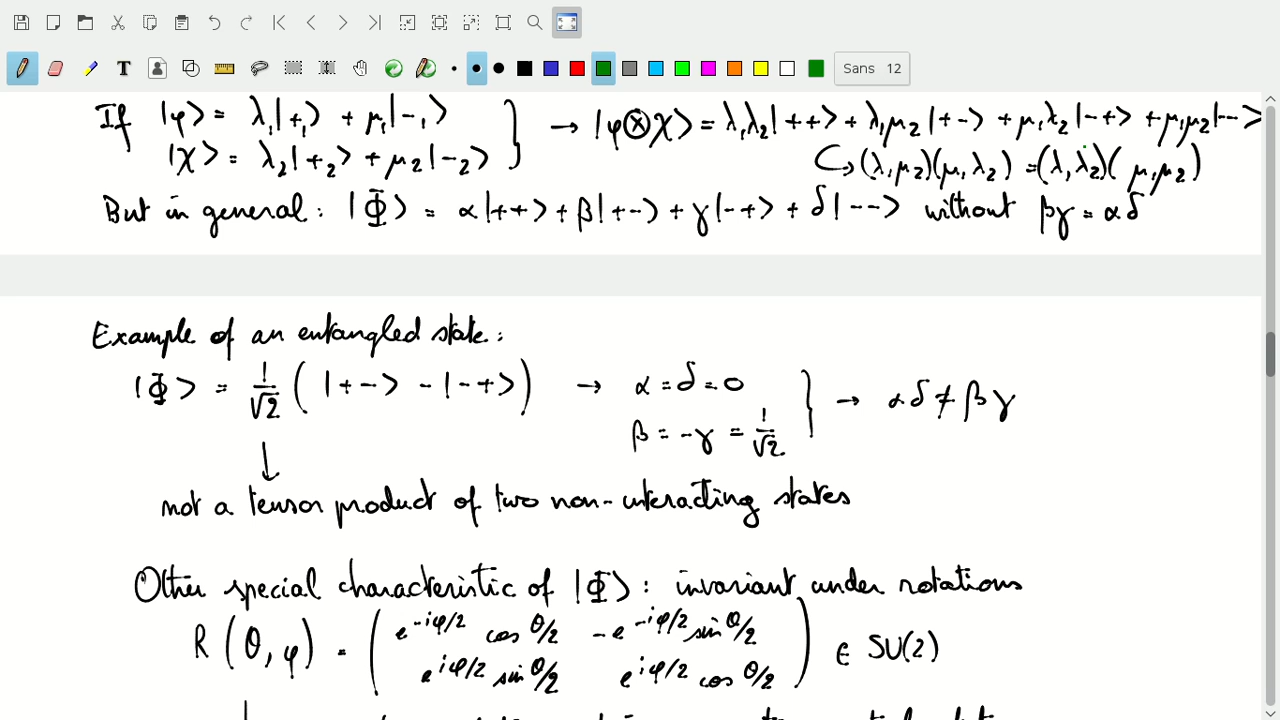 Sans 12
If |φ> = λ₁|+₁> + μ₁|-₁> } → |φ⊗χ> = λ₁λ₂|++> + λ₁μ₂|+-> + μ₁λ₂|-+> + μ₁μ₂|-->
|χ> = λ₂|+₂> + μ₂|-₂> ↪ (λ₁μ₂)(μ₁λ₂) = (λ₁λ₂)(μ₁μ₂)
But in general: |Φ> = α|++> + β|+-> + γ|-+> + δ|--> without βγ = αδ
Example of an entangled state:
|Φ> = 1/√2 (|+-> - |-+>) → α = δ = 0 } → αδ ≠ βγ
β = -γ = 1/√2
↓
not a tensor product of two non-interacting states
Other special characteristic of |Φ>: invariant under rotations
R(θ,φ) = ( e^{-iφ/2} cos θ/2 -e^{-iφ/2} sin θ/2
e^{iφ/2} sin θ/2 e^{iφ/2} cos θ/2 ) ∈ SU(2)